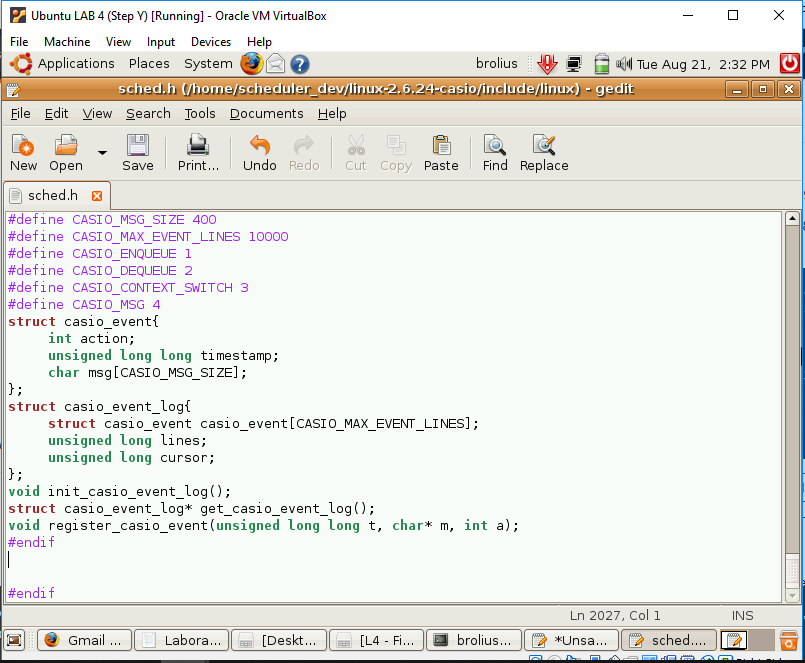 Ubuntu LAB 4 (Step Y) [Running] - Oracle VM VirtualBox
File Machine View Input Devices Help
Applications Places System brolius Tue Aug 21, 2:32 PM
sched.h (/home/scheduler_dev/linux-2.6.24-casio/include/linux) - gedit
File Edit View Search Tools Documents Help
New Open Save Print... Undo Redo Cut Copy Paste Find Replace
sched.h
#define CASIO_MSG_SIZE 400
#define CASIO_MAX_EVENT_LINES 10000
#define CASIO_ENQUEUE 1
#define CASIO_DEQUEUE 2
#define CASIO_CONTEXT_SWITCH 3
#define CASIO_MSG 4
struct casio_event{
     int action;
     unsigned long long timestamp;
     char msg[CASIO_MSG_SIZE];
};
struct casio_event_log{
     struct casio_event casio_event[CASIO_MAX_EVENT_LINES];
     unsigned long lines;
     unsigned long cursor;
};
void init_casio_event_log();
struct casio_event_log* get_casio_event_log();
void register_casio_event(unsigned long long t, char* m, int a);
#endif
#endif
Ln 2027, Col 1 INS
Gmail ... Labora... [Deskt... [L4 - Fi... brolius... *Unsa... sched....